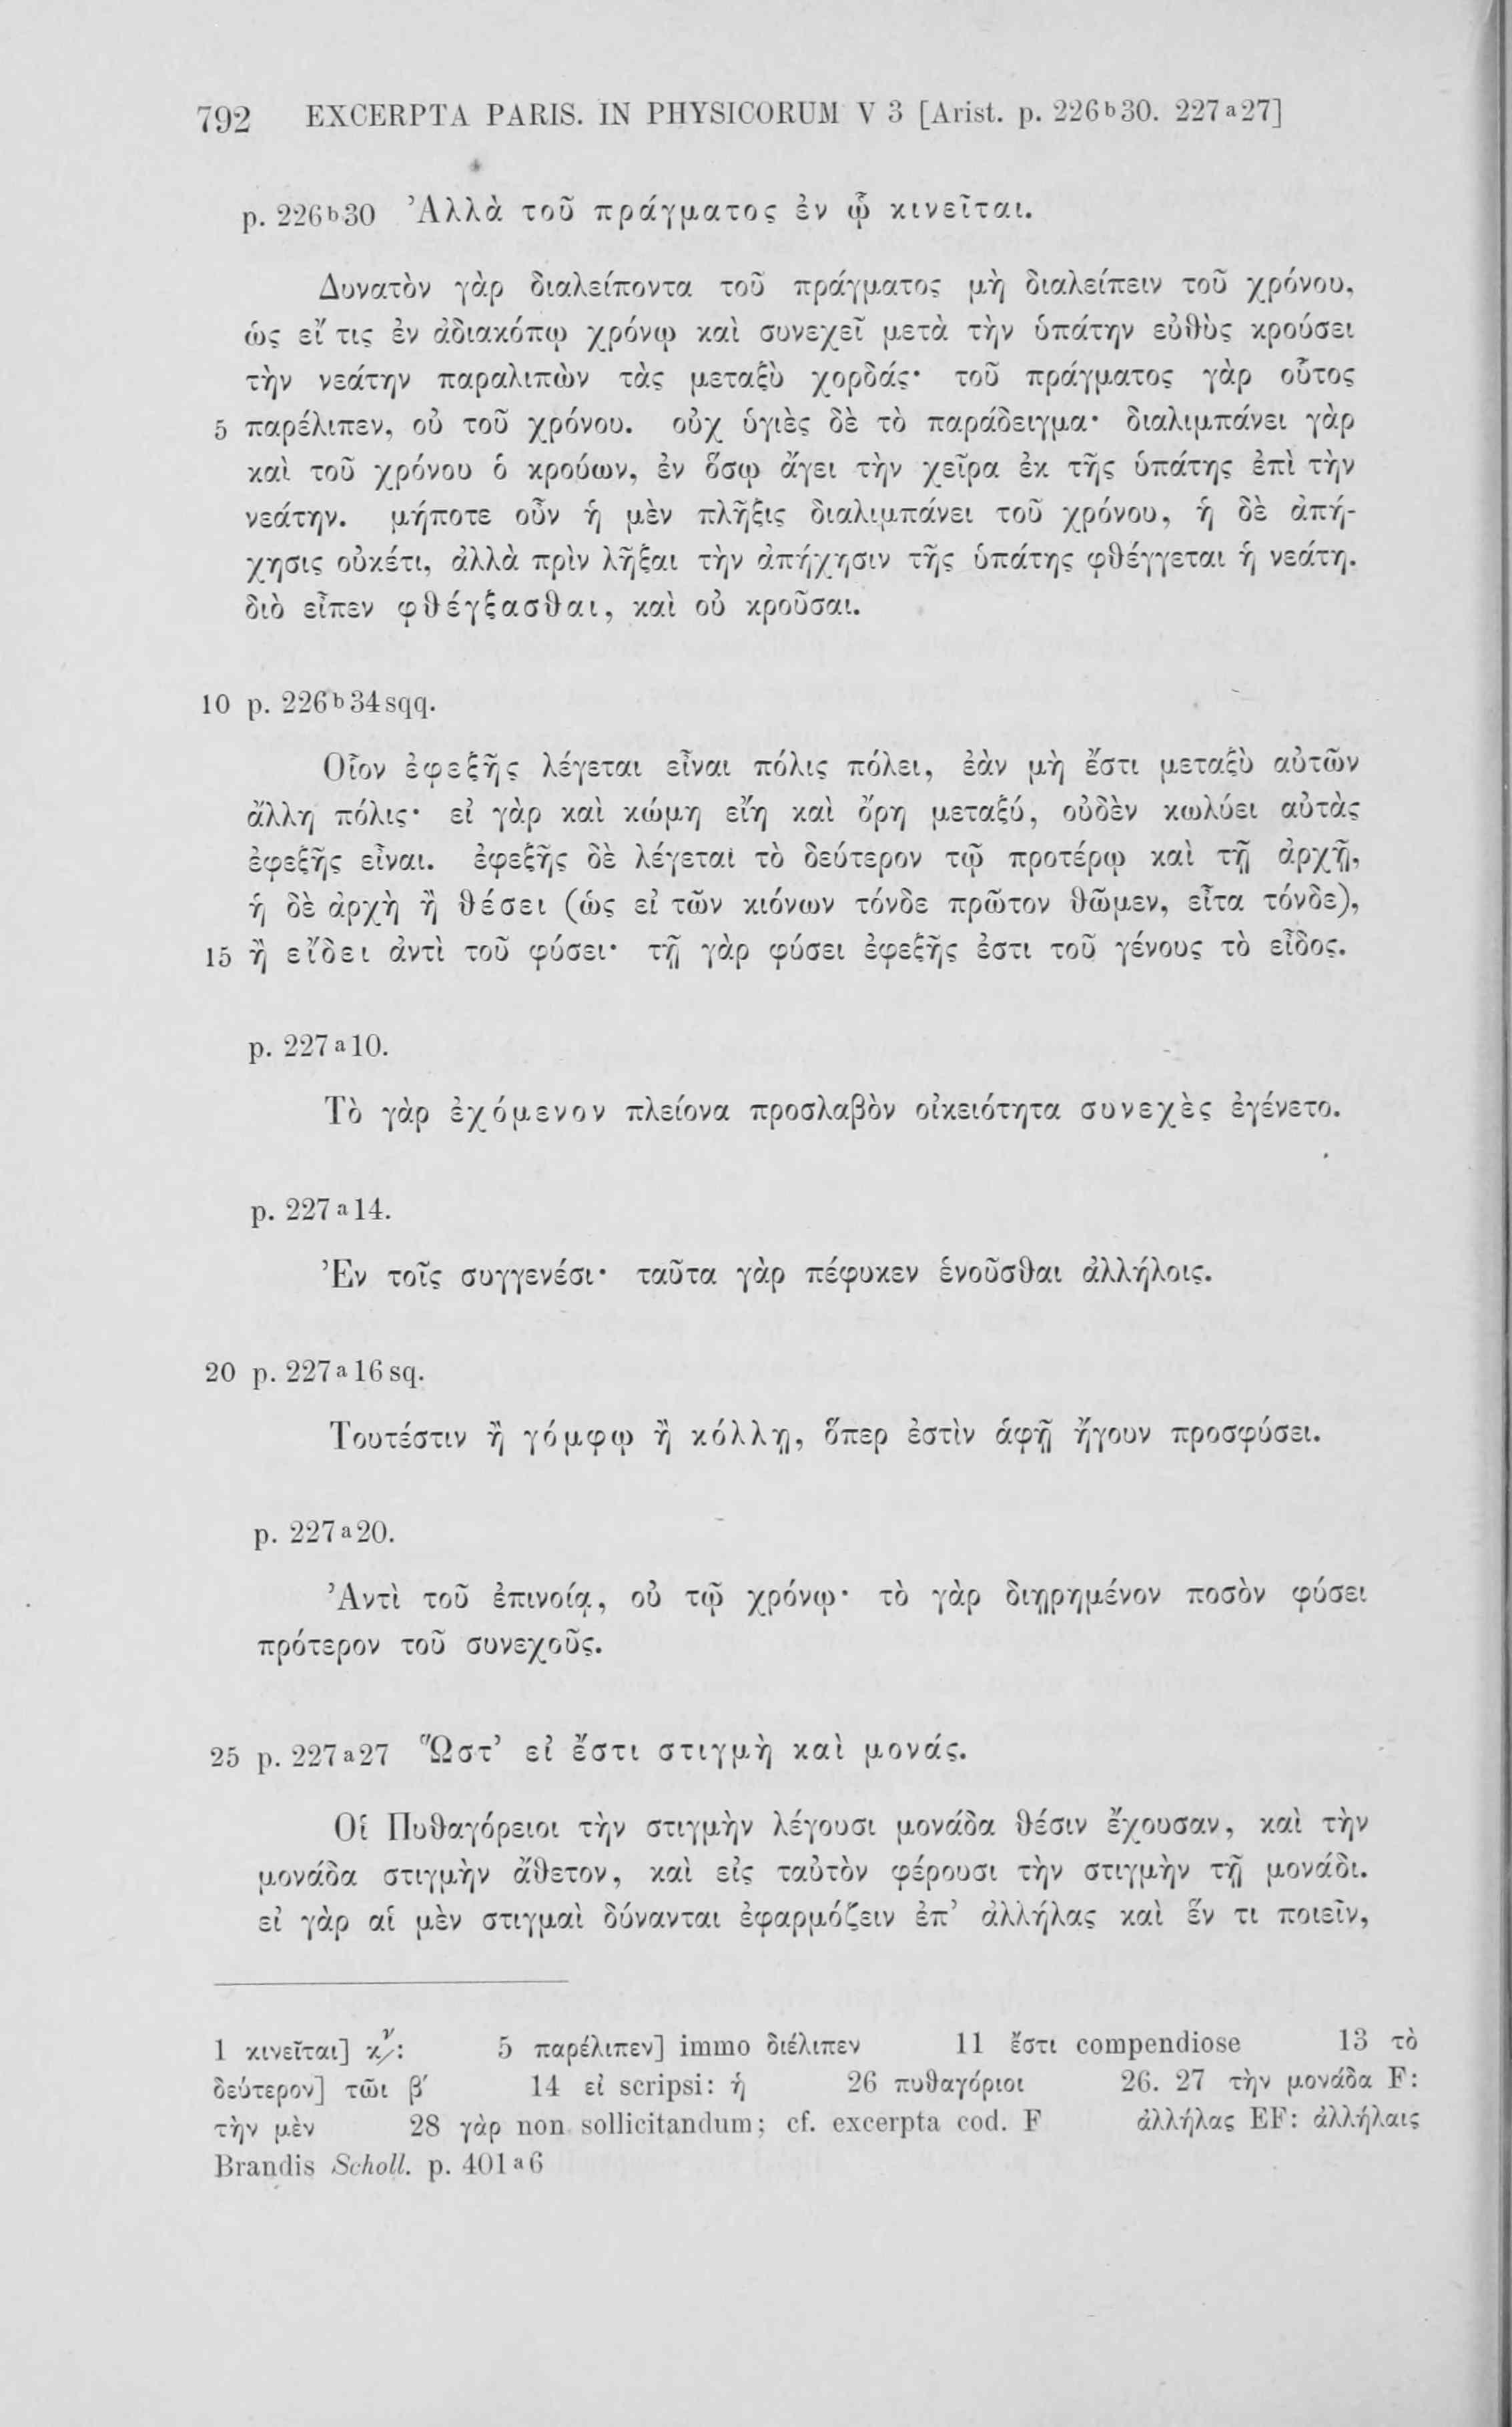 792 EXCERPTA PARIS. IN PHYSICORUM V 3 [Arist. p. 226b30. 227a27]
p. 226b30 Ἀλλὰ τοῦ πράγματος ἐν ᾧ κινεῖται.
Δυνατὸν γὰρ διαλείποντα τοῦ πράγματος μὴ διαλείπειν τοῦ χρόνου,
ὡς εἴ τις ἐν ἀδιακόπῳ χρόνῳ καὶ συνεχεῖ μετὰ τὴν ὑπάτην εὐθὺς κρούσει
τὴν νεάτην παραλιπὼν τὰς μεταξὺ χορδάς· τοῦ πράγματος γὰρ οὗτος
5 παρέλιπεν, οὐ τοῦ χρόνου. οὐχ ὑγιὲς δὲ τὸ παράδειγμα· διαλιμπάνει γὰρ
καὶ τοῦ χρόνου ὁ κρούων, ἐν ὅσῳ ἄγει τὴν χεῖρα ἐκ τῆς ὑπάτης ἐπὶ τὴν
νεάτην. μήποτε οὖν ἡ μὲν πλῆξις διαλιμπάνει τοῦ χρόνου, ἡ δὲ ἀπή-
χησις οὐκέτι, ἀλλὰ πρὶν λῆξαι τὴν ἀπήχησιν τῆς ὑπάτης φθέγγεται ἡ νεάτη.
διὸ εἶπεν φθέγξασθαι, καὶ οὐ κροῦσαι.
10 p. 226b34sqq.
Οἷον ἐφεξῆς λέγεται εἶναι πόλις πόλει, ἐὰν μὴ ἔστι μεταξὺ αὐτῶν
ἄλλη πόλις· εἰ γὰρ καὶ κώμη εἴη καὶ ὄρη μεταξύ, οὐδὲν κωλύει αὐτὰς
ἐφεξῆς εἶναι. ἐφεξῆς δὲ λέγεται τὸ δεύτερον τῷ προτέρῳ καὶ τῇ ἀρχῇ,
ἡ δὲ ἀρχὴ ἢ θέσει (ὡς εἰ τῶν κιόνων τόνδε πρῶτον θῶμεν, εἶτα τόνδε),
15 ἢ εἴδει ἀντὶ τοῦ φύσει· τῇ γὰρ φύσει ἐφεξῆς ἐστι τοῦ γένους τὸ εἶδος.
p. 227a10.
Τὸ γὰρ ἐχόμενον πλείονα προσλαβὸν οἰκειότητα συνεχὲς ἐγένετο.
p. 227a14.
Ἐν τοῖς συγγενέσι· ταῦτα γὰρ πέφυκεν ἑνοῦσθαι ἀλλήλοις.
20 p. 227a16sq.
Τουτέστιν ἢ γόμφῳ ἢ κόλλῃ, ὅπερ ἐστὶν ἁφῇ ἤγουν προσφύσει.
p. 227a20.
Ἀντὶ τοῦ ἐπινοίᾳ, οὐ τῷ χρόνῳ· τὸ γὰρ διῃρημένον ποσὸν φύσει
πρότερον τοῦ συνεχοῦς.
25 p. 227a27 Ὥστ’ εἰ ἔστι στιγμὴ καὶ μονάς.
Οἱ Πυθαγόρειοι τὴν στιγμὴν λέγουσι μονάδα θέσιν ἔχουσαν, καὶ τὴν
μονάδα στιγμὴν ἄθετον, καὶ εἰς ταὐτὸν φέρουσι τὴν στιγμὴν τῇ μονάδι.
εἰ γὰρ αἱ μὲν στιγμαὶ δύνανται ἐφαρμόζειν ἐπ’ ἀλλήλας καὶ ἕν τι ποιεῖν,
1 κινεῖται] 5 παρέλιπεν] immo διέλιπεν 11 ἔστι compendiose 13 τὸ
δεύτερον] τῶι β′ 14 εἰ scripsi: ἡ 26 πυθαγόριοι 26. 27 τὴν μονάδα F:
τὴν μὲν 28 γὰρ non sollicitandum; cf. excerpta cod. F ἀλλήλας EF: ἀλλήλαις
Brandis Scholl. p. 401a6